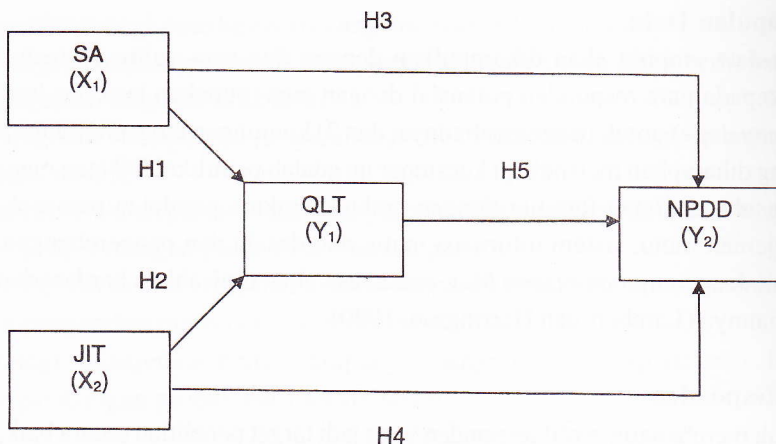 H3
SA
(X₁)
H1
H5
QLT
(Y₁)
NPDD
(Y₂)
H2
JIT
(X₂)
H4